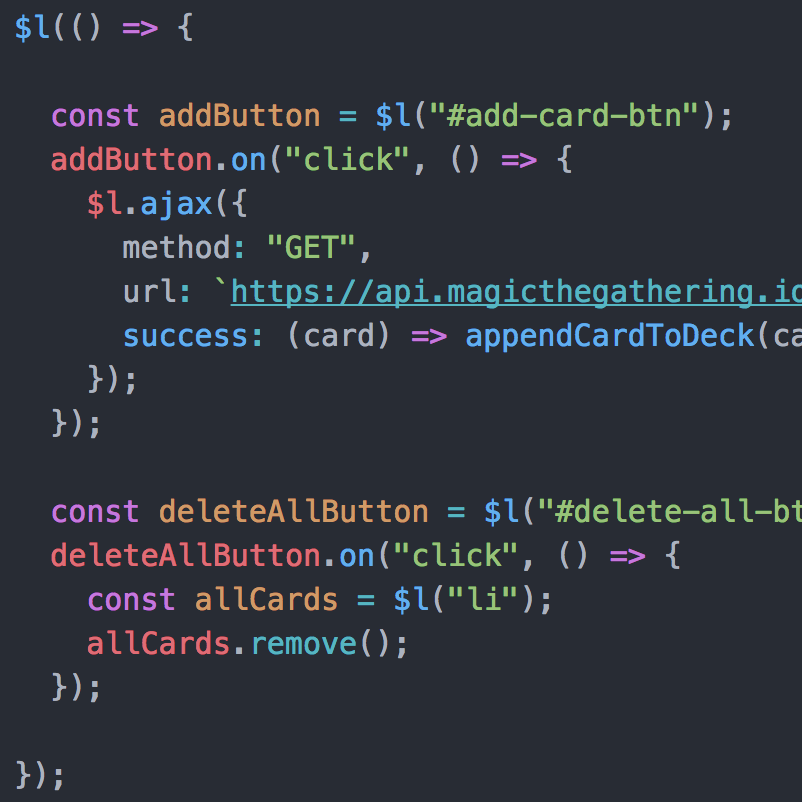 $l(() => {
const addButton = $l("#add-card-btn");
addButton.on("click", () => {
$l.ajax({
method: "GET",
url: `https://api.magicthegathering.io
success: (card) => appendCardToDeck(ca
});
});
const deleteAllButton = $l("#delete-all-bt
deleteAllButton.on("click", () => {
const allCards = $l("li");
allCards.remove();
});
});